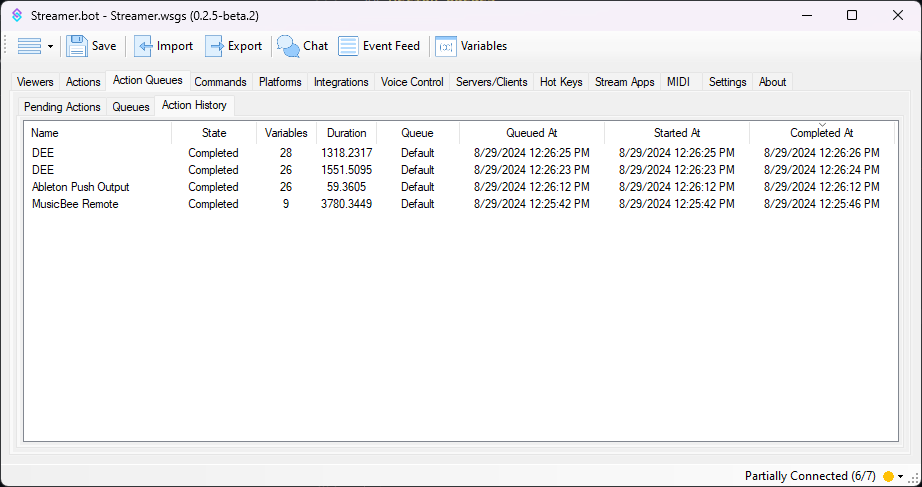 Streamer.bot - Streamer.wsgs (0.2.5-beta.2)
Save Import Export Chat Event Feed Variables
Viewers Actions Action Queues Commands Platforms Integrations Voice Control Servers/Clients Hot Keys Stream Apps MIDI Settings About
Pending Actions Queues Action History
Name State Variables Duration Queue Queued At Started At Completed At
DEE Completed 28 1318.2317 Default 8/29/2024 12:26:25 PM 8/29/2024 12:26:25 PM 8/29/2024 12:26:26 PM
DEE Completed 26 1551.5095 Default 8/29/2024 12:26:23 PM 8/29/2024 12:26:23 PM 8/29/2024 12:26:24 PM
Ableton Push Output Completed 26 59.3605 Default 8/29/2024 12:26:12 PM 8/29/2024 12:26:12 PM 8/29/2024 12:26:12 PM
MusicBee Remote Completed 9 3780.3449 Default 8/29/2024 12:25:42 PM 8/29/2024 12:25:42 PM 8/29/2024 12:25:46 PM
Partially Connected (6/7)